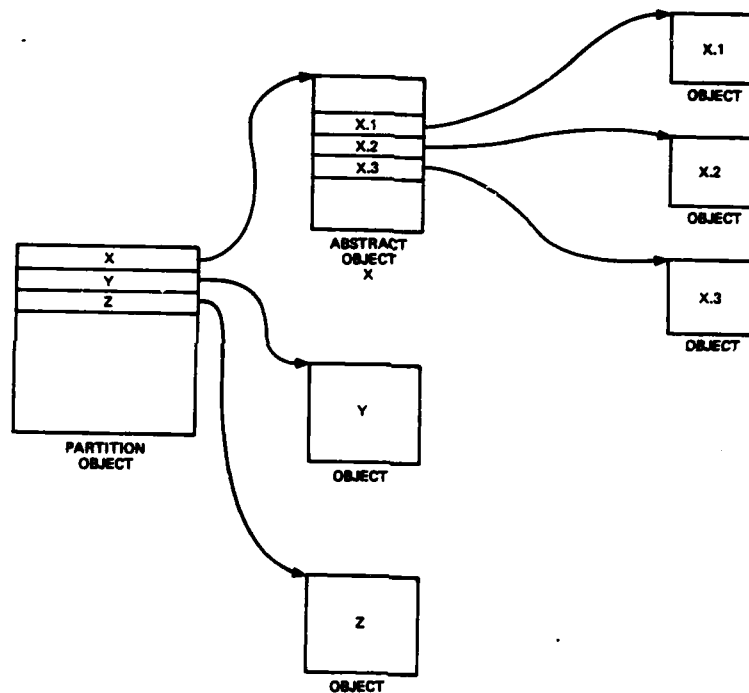 X.1
OBJECT
X.1
X.2
X.3
ABSTRACT
OBJECT
X
X.2
OBJECT
X.3
OBJECT
X
Y
Z
PARTITION
OBJECT
Y
OBJECT
Z
OBJECT